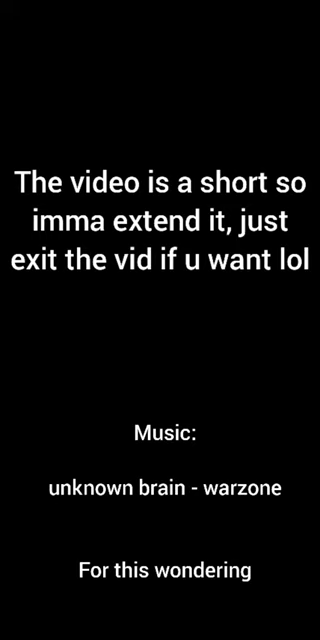 The video is a short so
imma extend it, just
exit the vid if u want lol
Music:
unknown brain - warzone
For this wondering